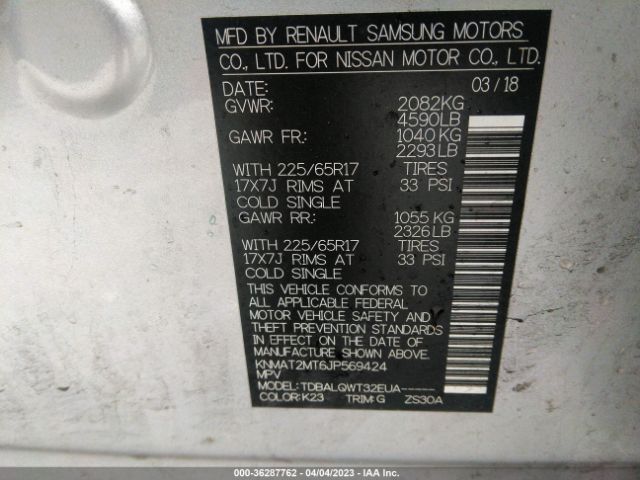 MFD BY RENAULT SAMSUNG MOTORS
CO., LTD. FOR NISSAN MOTOR CO., LTD.
DATE: 03/18
GVWR: 2082KG
4590LB
GAWR FR: 1040KG
2293LB
WITH 225/65R17 TIRES
17X7J RIMS AT 33 PSI
COLD SINGLE
GAWR RR: 1055 KG
2326LB
WITH 225/65R17 TIRES
17X7J RIMS AT 33 PSI
COLD SINGLE
THIS VEHICLE CONFORMS TO
ALL APPLICABLE FEDERAL
MOTOR VEHICLE SAFETY AND
THEFT PREVENTION STANDARDS
IN EFFECT ON THE DATE OF
MANUFACTURE SHOWN ABOVE.
KNMAT2MT6JP569424
MPV
MODEL: TDBALQWT32EUA-----
COLOR: K23 TRIM: G ZS30A
000-36287762 - 04/04/2023 - IAA Inc.